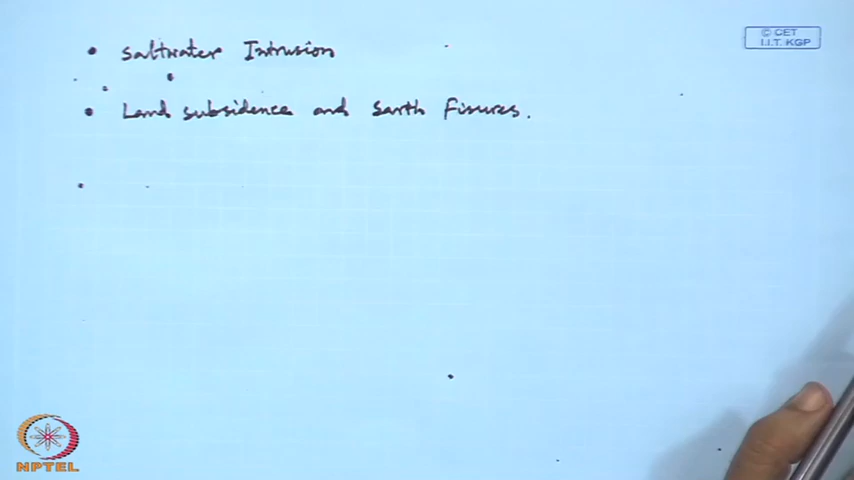 © CET
I.I.T. KGP
• Saltwater Intrusion
• Land subsidence and Earth Fissures.
•
NPTEL